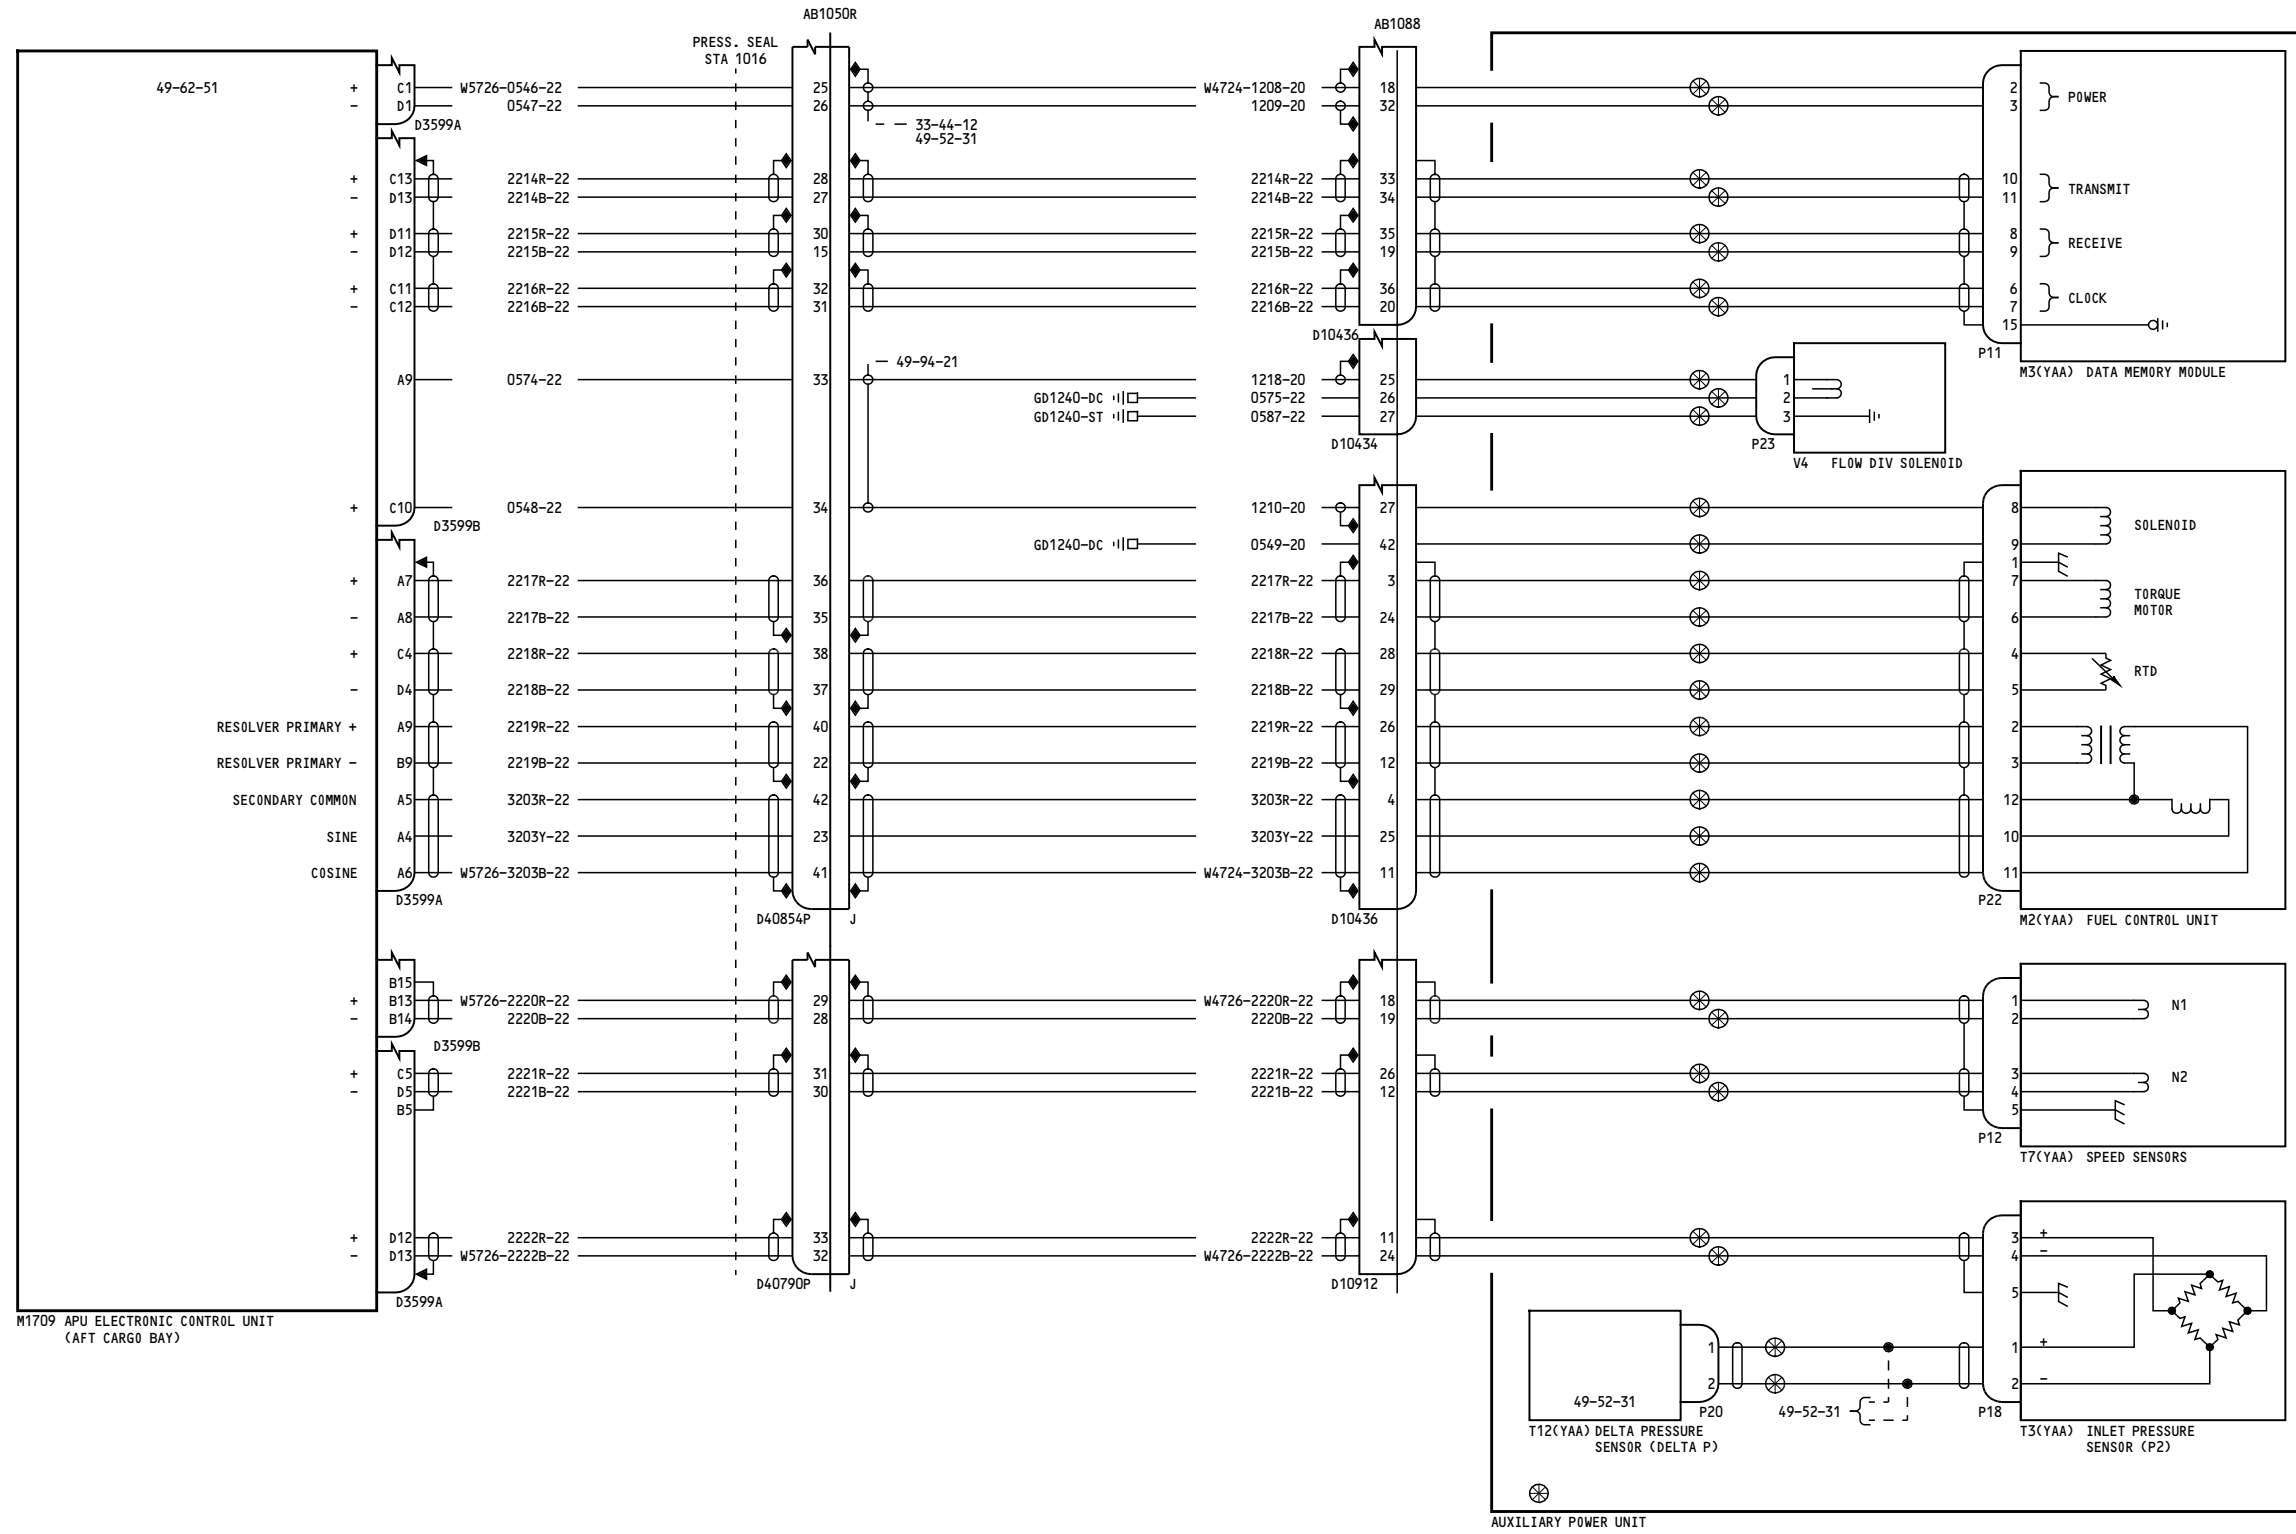 AB1050R
AB1088
PRESS. SEAL
STA 1016
49-62-51 + C1 W5726-0546-22 25 W4724-1208-20 18 2 POWER
- D1 0547-22 26 1209-20 32 3
D3599A
33-44-12
49-52-31
+ C13 2214R-22 28 2214R-22 33 10 TRANSMIT
- D13 2214B-22 27 2214B-22 34 11
+ D11 2215R-22 30 2215R-22 35 8 RECEIVE
- D12 2215B-22 15 2215B-22 19 9
+ C11 2216R-22 32 2216R-22 36 6 CLOCK
- C12 2216B-22 31 2216B-22 20 7
15
D10436
P11
M3(YAA) DATA MEMORY MODULE
49-94-21
A9 0574-22 33 1218-20 25 1
GD1240-DC 0575-22 26 2
GD1240-ST 0587-22 27 3
D10434
P23
V4 FLOW DIV SOLENOID
+ C10 0548-22 34 1210-20 27 8 SOLENOID
D3599B
GD1240-DC 0549-20 42 9
1
+ A7 2217R-22 36 2217R-22 3 7 TORQUE
MOTOR
- A8 2217B-22 35 2217B-22 24 6
+ C4 2218R-22 38 2218R-22 28 4 RTD
- D4 2218B-22 37 2218B-22 29 5
RESOLVER PRIMARY + A9 2219R-22 40 2219R-22 26 2
RESOLVER PRIMARY - B9 2219B-22 22 2219B-22 12 3
SECONDARY COMMON A5 3203R-22 42 3203R-22 4 12
SINE A4 3203Y-22 23 3203Y-22 25 10
COSINE A6 W5726-3203B-22 41 W4724-3203B-22 11 11
D3599A
D40854P J
D10436
P22
M2(YAA) FUEL CONTROL UNIT
B15
+ B13 W5726-2220R-22 29 W4726-2220R-22 18 1 N1
- B14 2220B-22 28 2220B-22 19 2
D3599B
+ C5 2221R-22 31 2221R-22 26 3 N2
- D5 2221B-22 30 2221B-22 12 4
B5 5
P12
T7(YAA) SPEED SENSORS
+ D12 2222R-22 33 2222R-22 11 3 +
- D13 W5726-2222B-22 32 W4726-2222B-22 24 4 -
5
D3599A
D40790P J
D10912
M1709 APU ELECTRONIC CONTROL UNIT
(AFT CARGO BAY)
1 1 +
2 2 -
49-52-31
49-52-31
P20
P18
T12(YAA) DELTA PRESSURE
SENSOR (DELTA P)
T3(YAA) INLET PRESSURE
SENSOR (P2)
AUXILIARY POWER UNIT